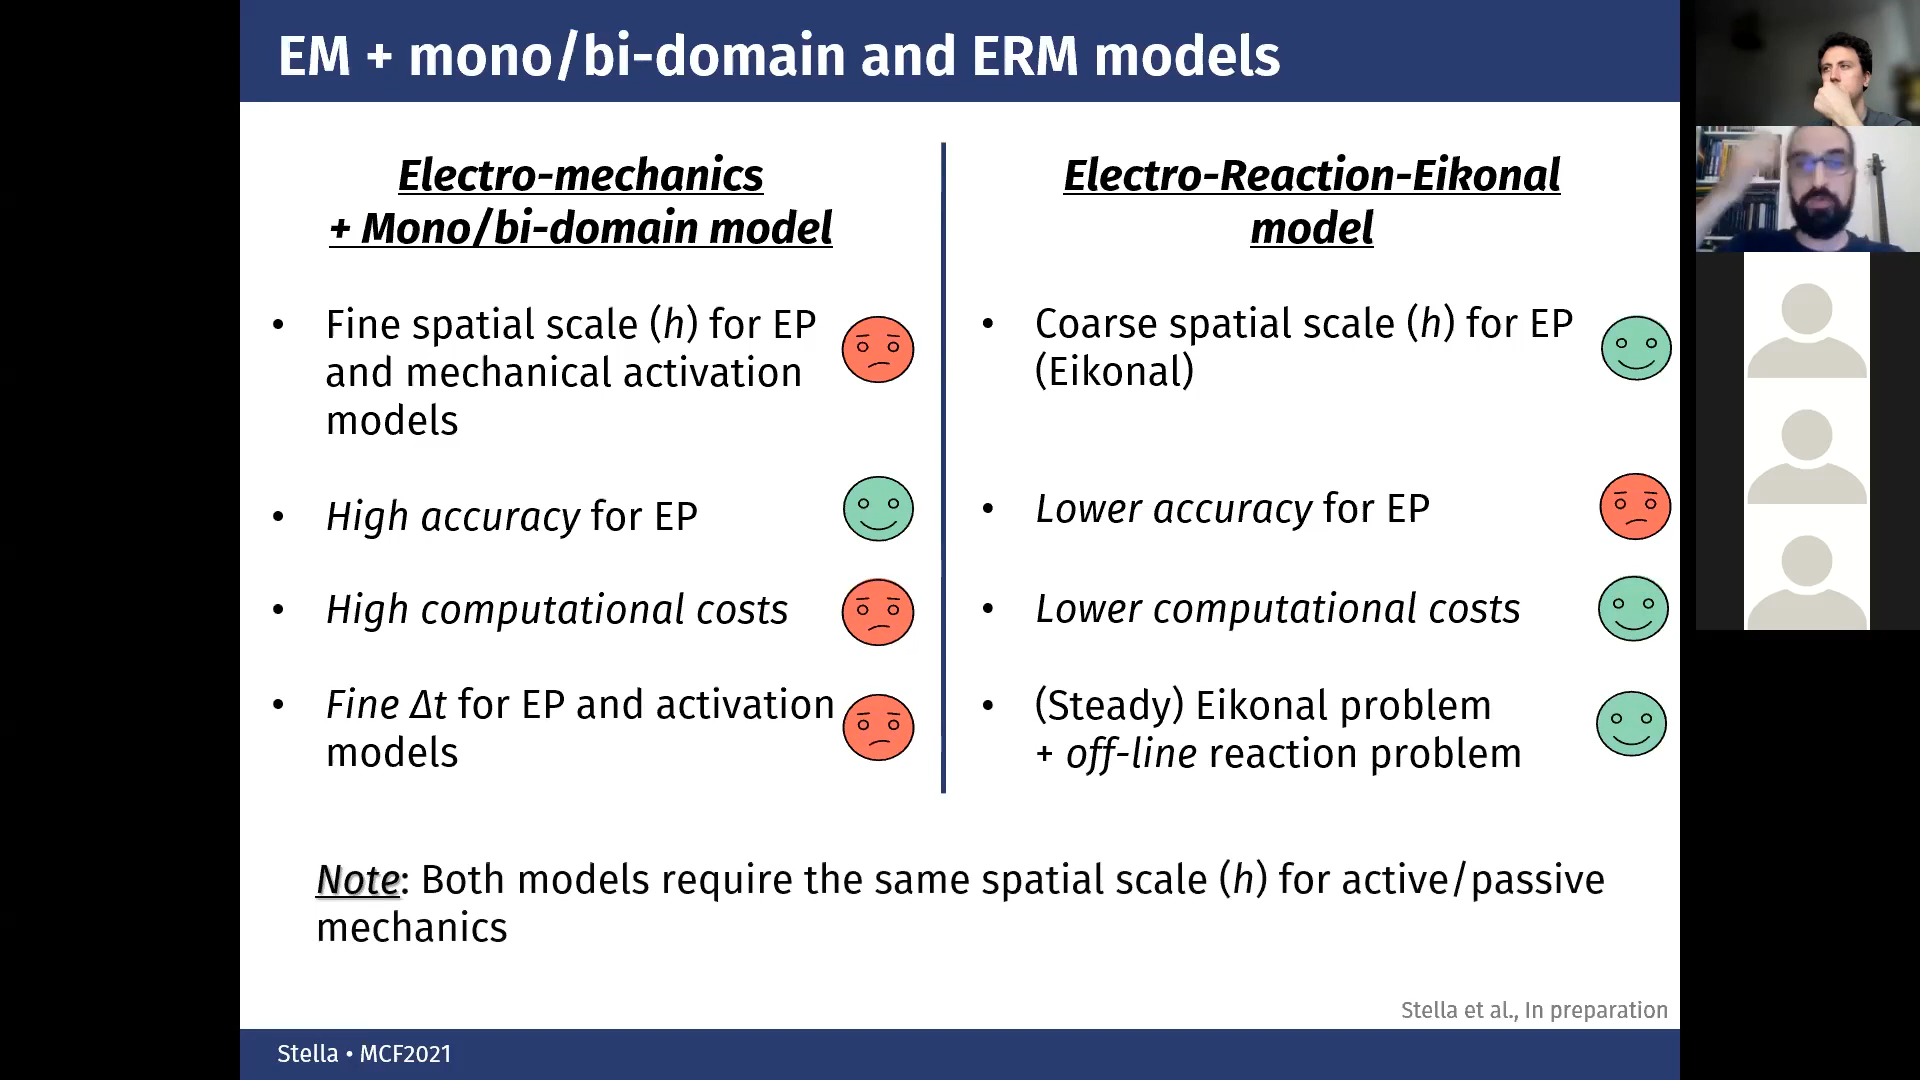 EM + mono/bi-domain and ERM models
Electro-mechanics
+ Mono/bi-domain model
• Fine spatial scale (h) for EP
and mechanical activation
models
• High accuracy for EP
• High computational costs
• Fine Δt for EP and activation
models
Electro-Reaction-Eikonal
model
• Coarse spatial scale (h) for EP
(Eikonal)
• Lower accuracy for EP
• Lower computational costs
• (Steady) Eikonal problem
+ off-line reaction problem
Note: Both models require the same spatial scale (h) for active/passive
mechanics
Stella et al., In preparation
Stella • MCF2021